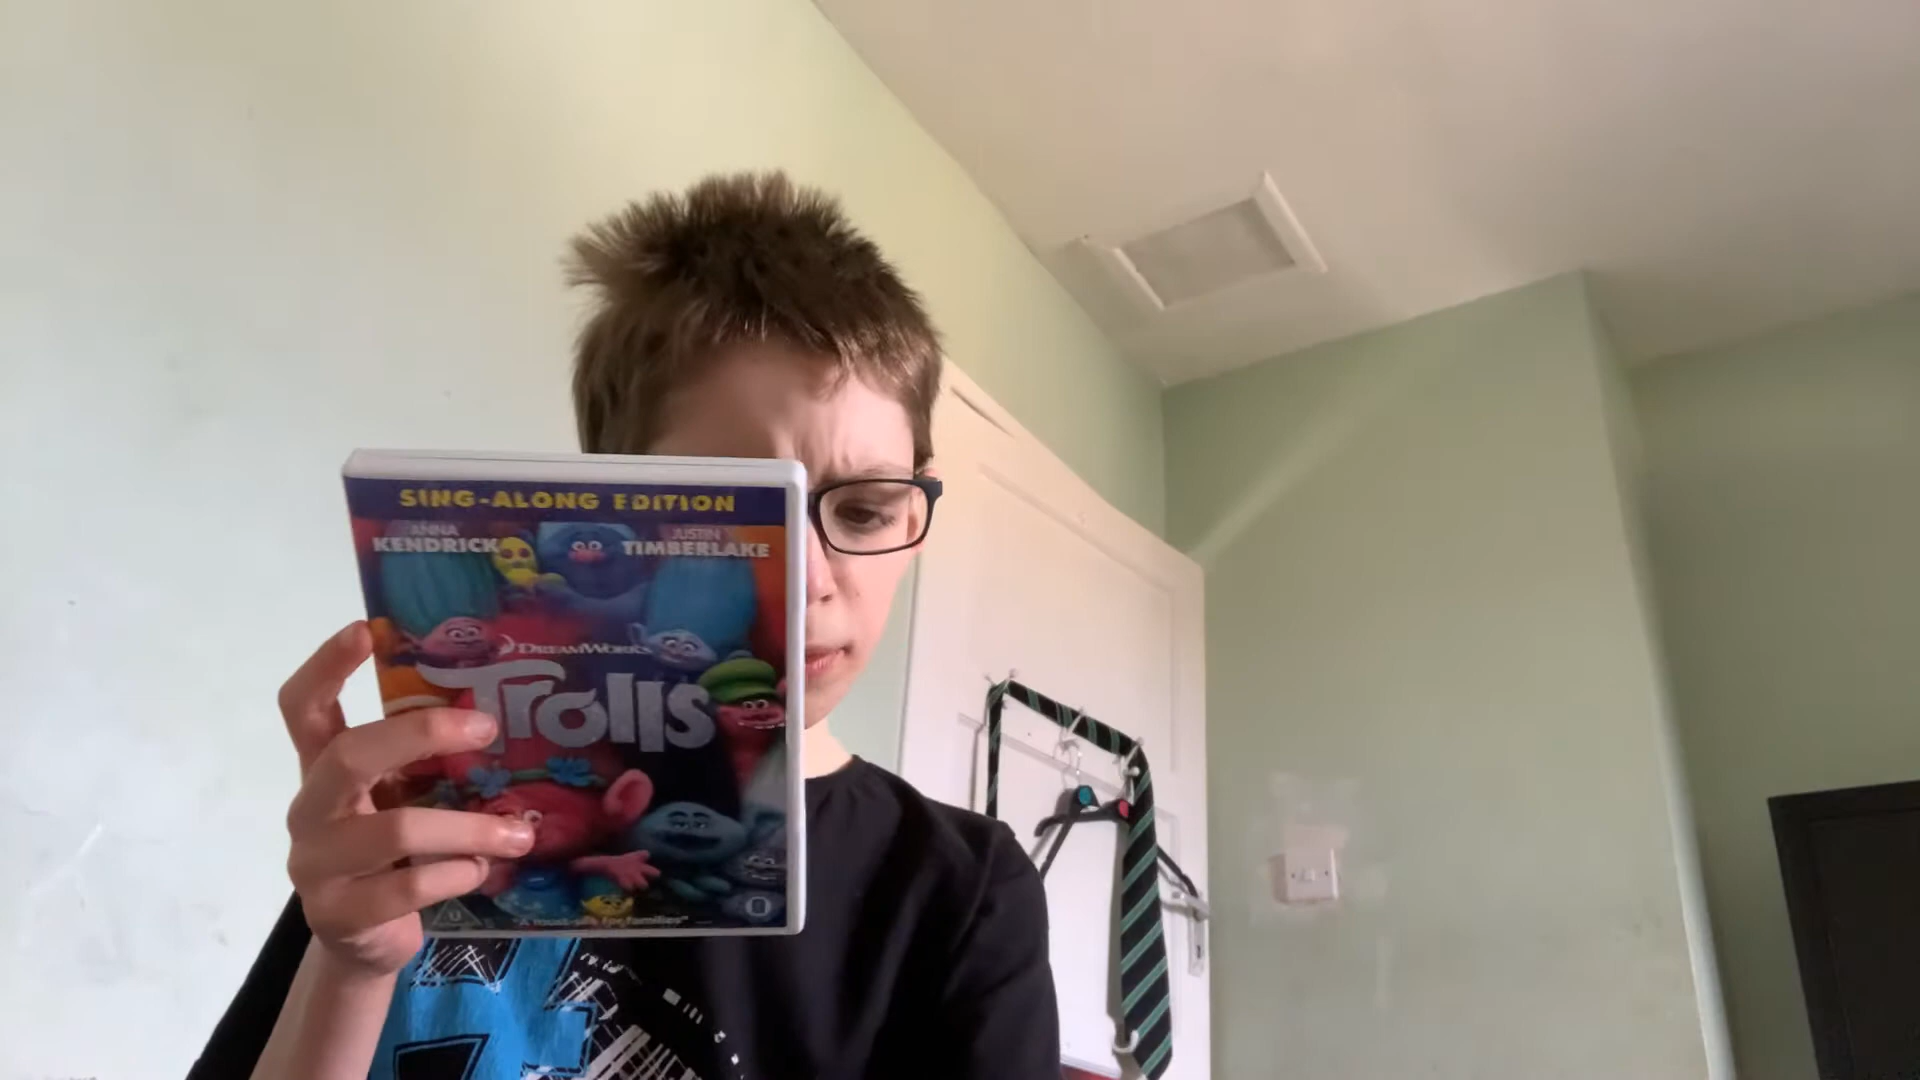 SING-ALONG EDITION
ANNA
KENDRICK
JUSTIN
TIMBERLAKE
DREAMWORKS
Trolls
U
"A must-see for families"